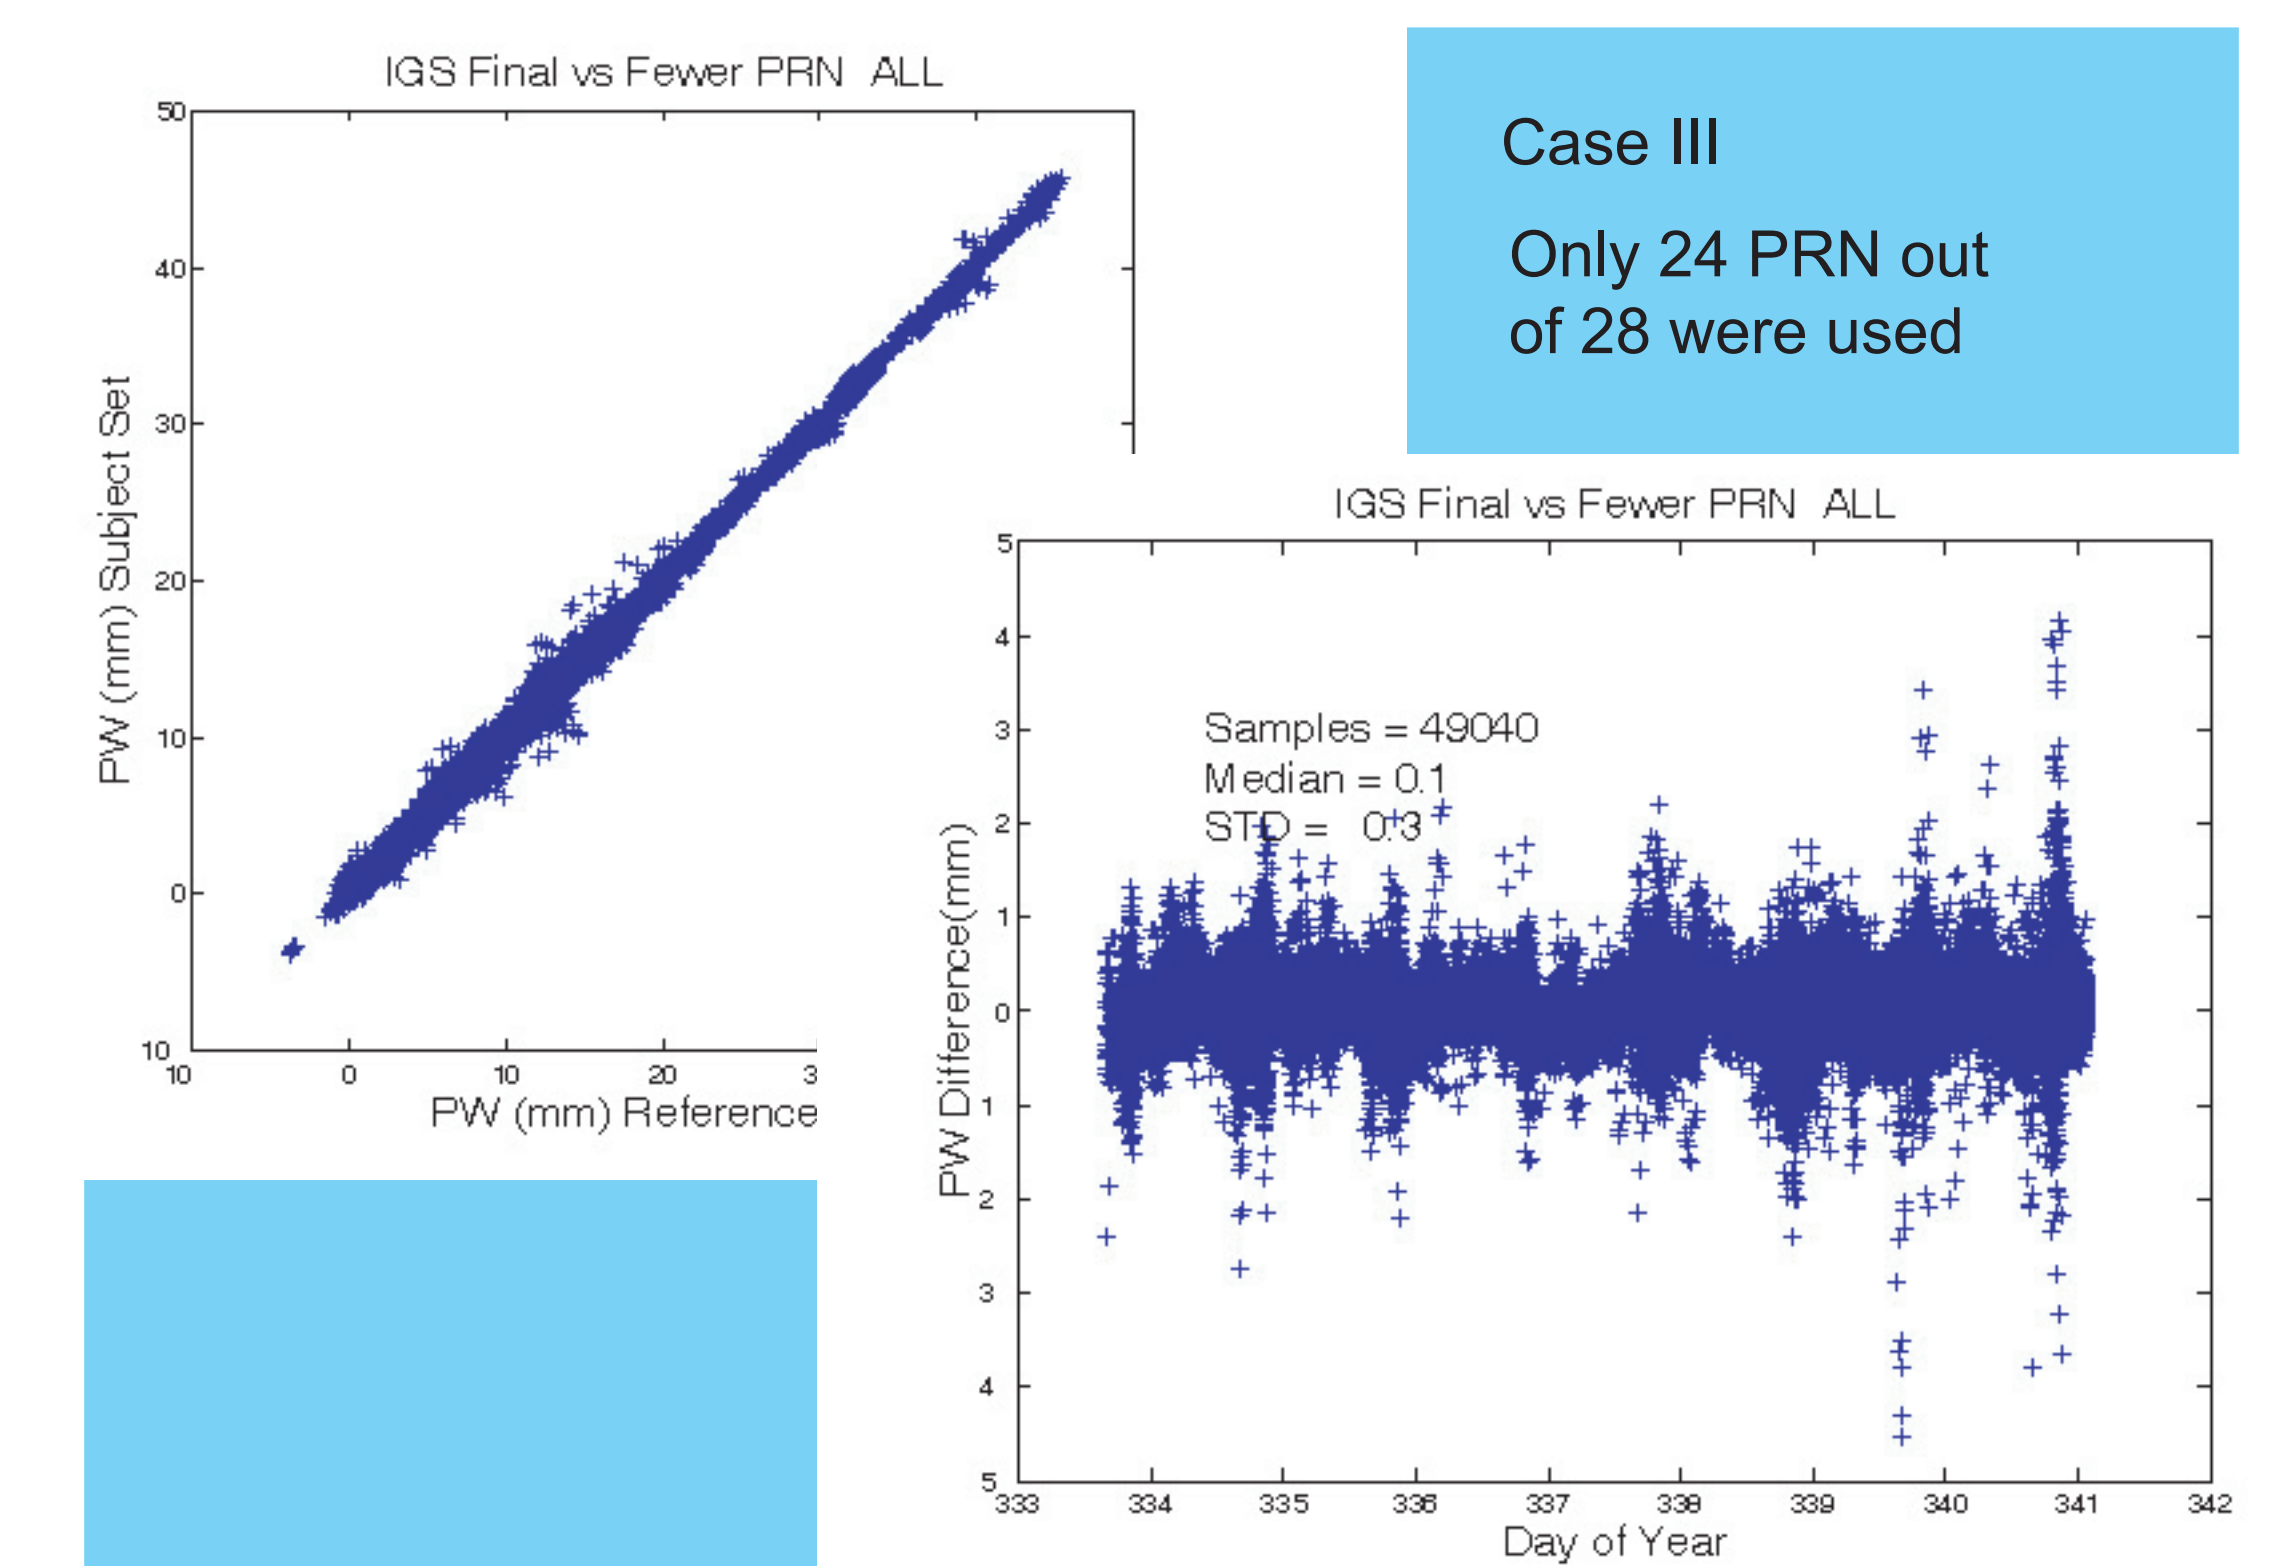 IGS Final vs Fewer PRN ALL
50
40
30
20
10
0
10
PW (mm) Subject Set
10 0 10 20 3
PW (mm) Reference
Case III
Only 24 PRN out
of 28 were used
IGS Final vs Fewer PRN ALL
5
4
3
2
1
0
1
2
3
4
5
PW Difference(mm)
Samples = 49040
Median = 0.1
STD = 0.3
333 334 335 336 337 338 339 340 341 342
Day of Year